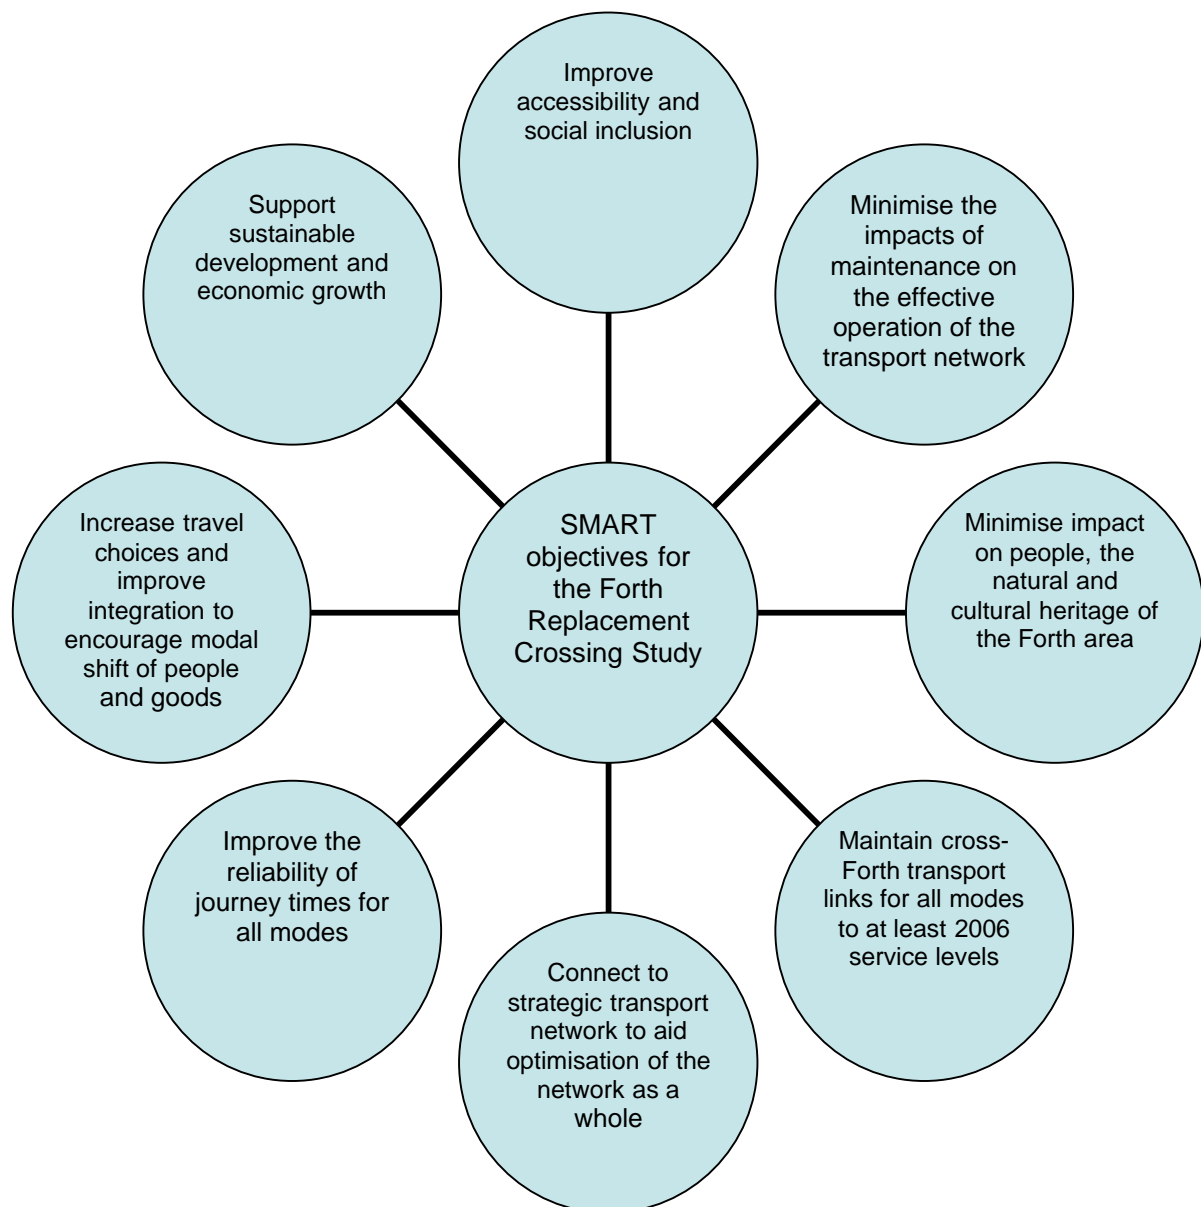 Improve
accessibility and
social inclusion
Support
sustainable
development and
economic growth
Minimise the
impacts of
maintenance on
the effective
operation of the
transport network
Increase travel
choices and
improve
integration to
encourage modal
shift of people
and goods
SMART
objectives for
the Forth
Replacement
Crossing Study
Minimise impact
on people, the
natural and
cultural heritage of
the Forth area
Improve the
reliability of
journey times for
all modes
Maintain cross-
Forth transport
links for all modes
to at least 2006
service levels
Connect to
strategic transport
network to aid
optimisation of the
network as a
whole